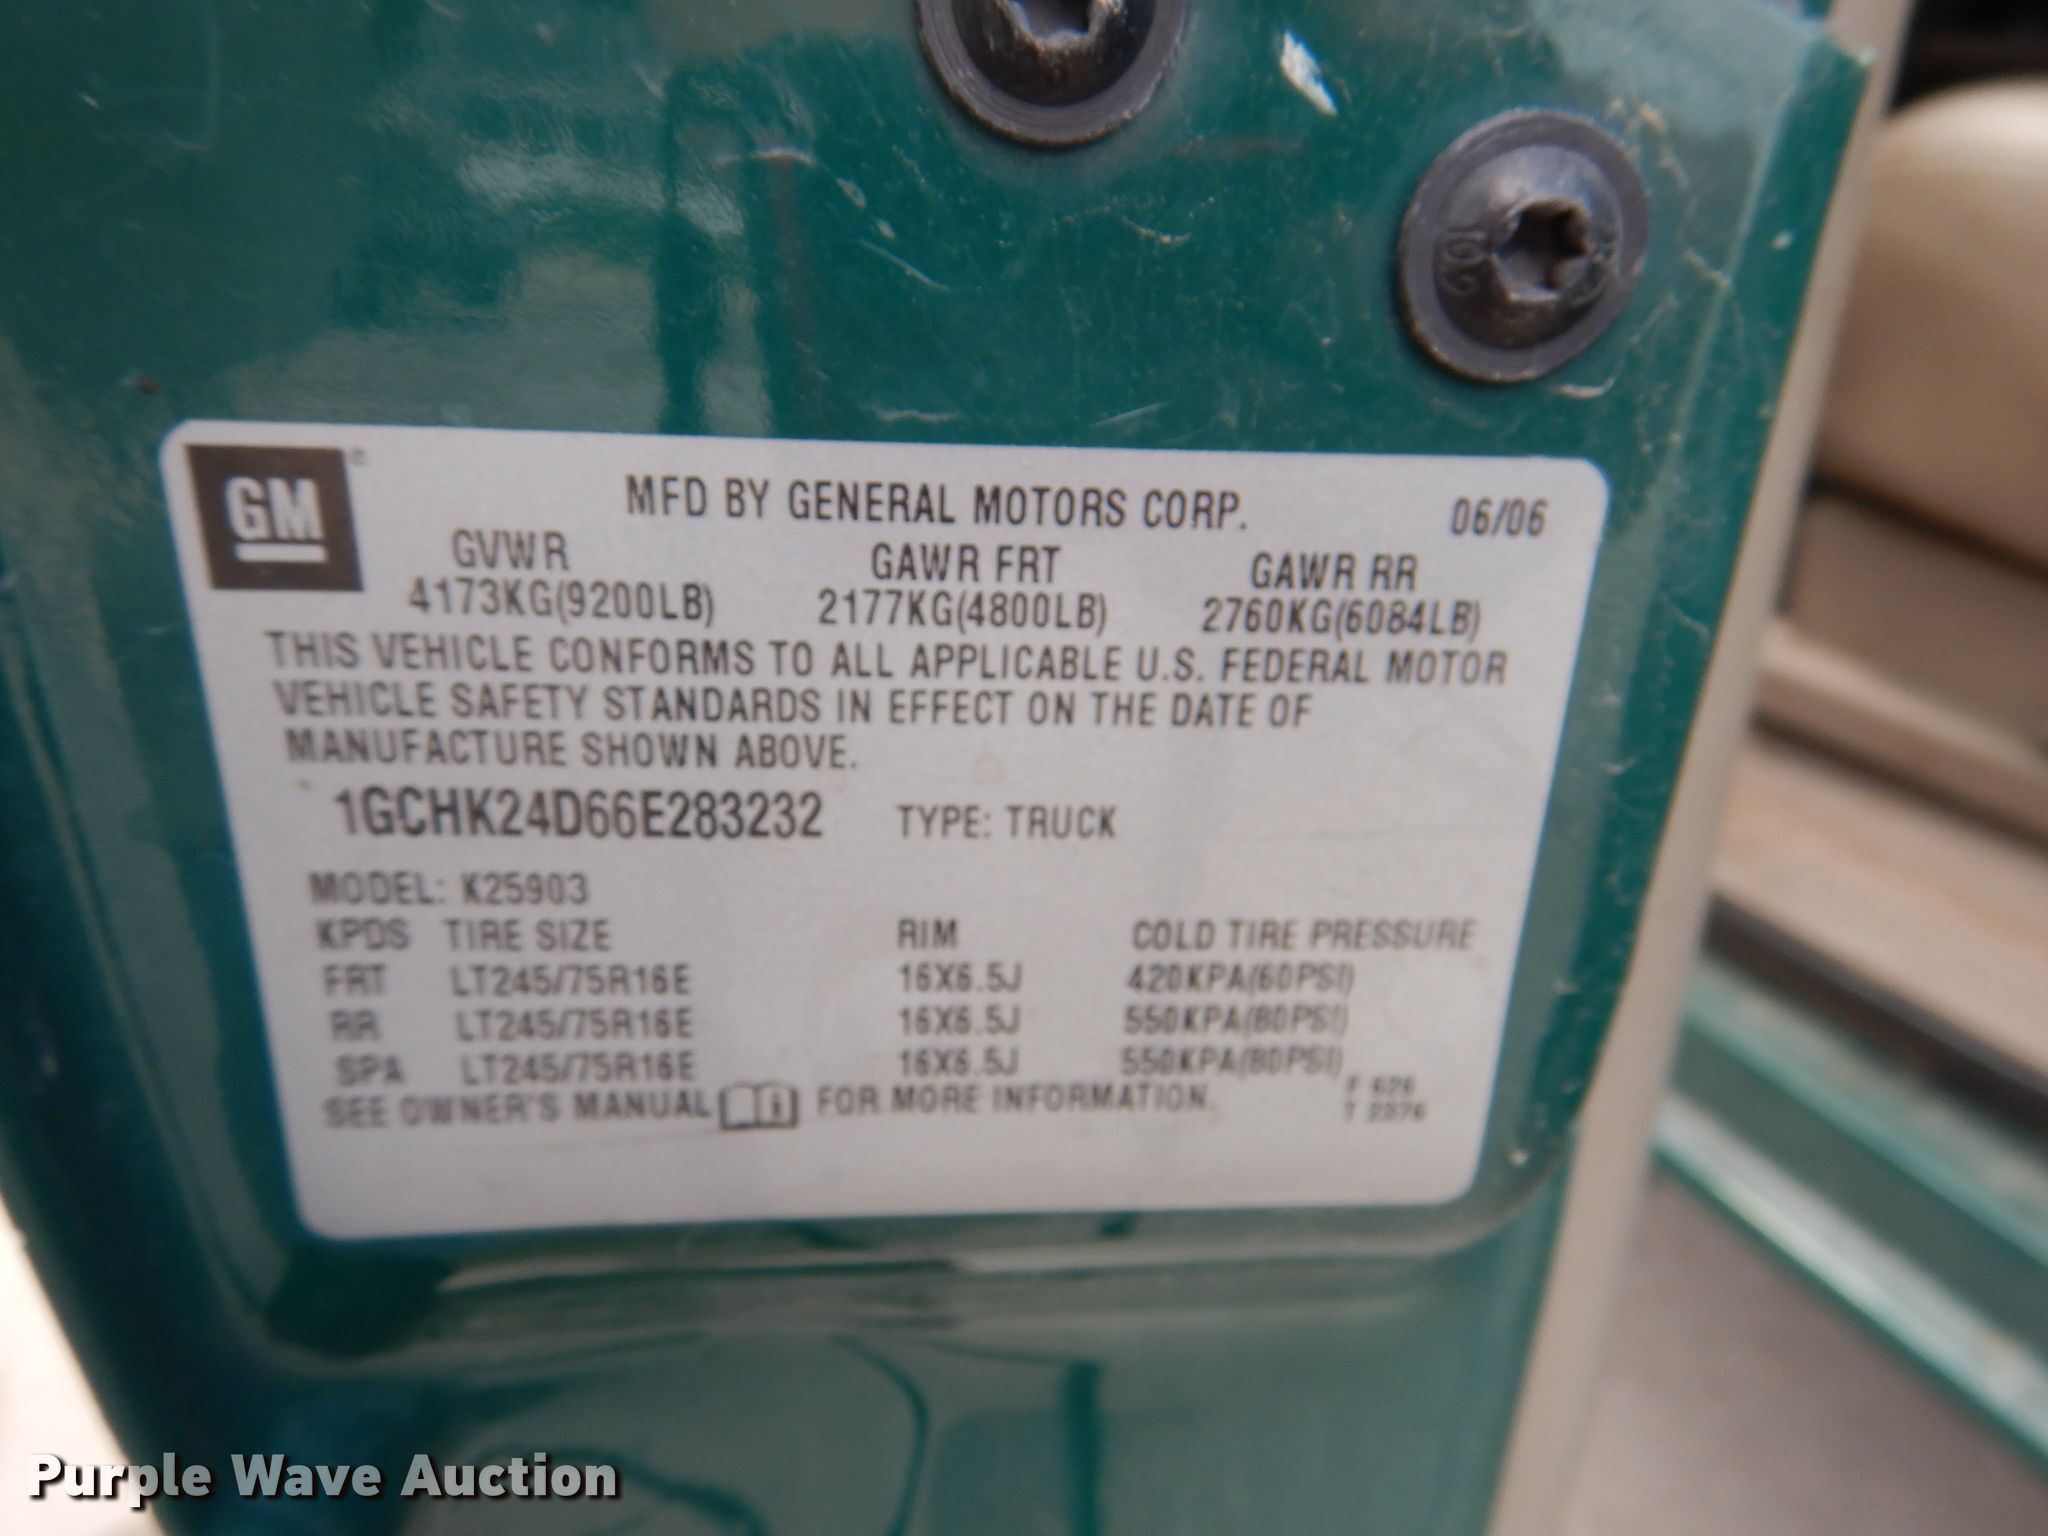 10.9
GM
MFD BY GENERAL MOTORS CORP. 06/06
GVWR GAWR FRT GAWR RR
4173KG(9200LB) 2177KG(4800LB) 2760KG(6084LB)
THIS VEHICLE CONFORMS TO ALL APPLICABLE U.S. FEDERAL MOTOR
VEHICLE SAFETY STANDARDS IN EFFECT ON THE DATE OF
MANUFACTURE SHOWN ABOVE.
1GCHK24D66E283232 TYPE: TRUCK
MODEL: K25903
KPDS TIRE SIZE RIM COLD TIRE PRESSURE
FRT LT245/75R16E 16X6.5J 420KPA(60PSI)
RR LT245/75R16E 16X6.5J 550KPA(80PSI)
SPA LT245/75R16E 16X6.5J 550KPA(80PSI)
SEE OWNER'S MANUAL FOR MORE INFORMATION.
F 626
T 2376
Purple Wave Auction